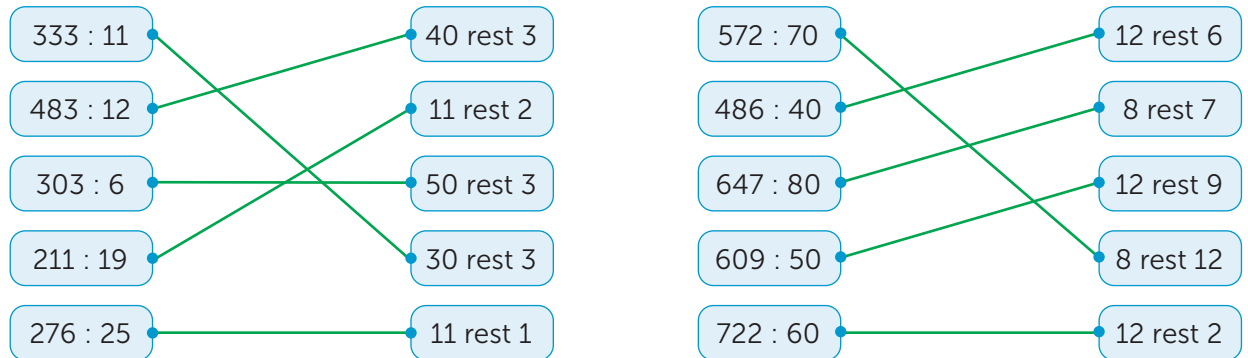 333 : 11
40 rest 3
483 : 12
11 rest 2
303 : 6
50 rest 3
211 : 19
30 rest 3
276 : 25
11 rest 1
572 : 70
12 rest 6
486 : 40
8 rest 7
647 : 80
12 rest 9
609 : 50
8 rest 12
722 : 60
12 rest 2